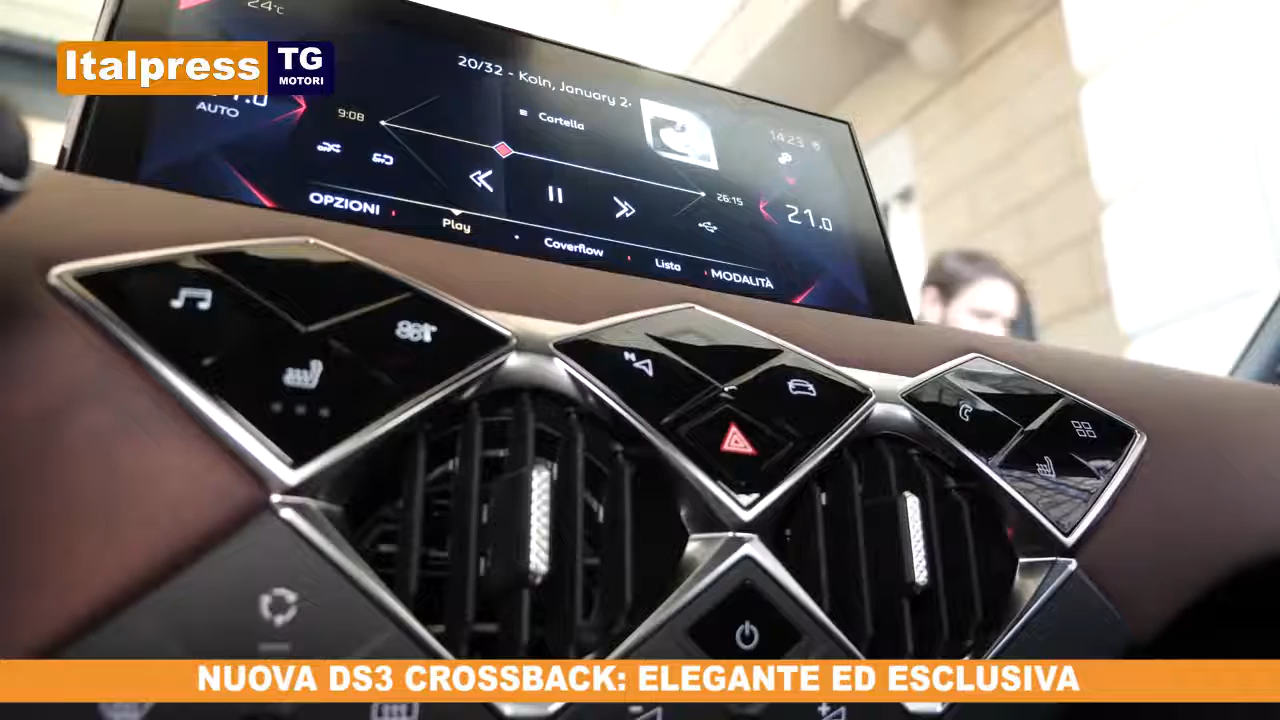 24°C
Italpress
TG
MOTORI
AUTO
20/32 - Koln, January 2
Cartella
9:08
26:15
14:23
21.0
OPZIONI
Play
Coverflow
Lista
MODALITÀ
N
NUOVA DS3 CROSSBACK: ELEGANTE ED ESCLUSIVA